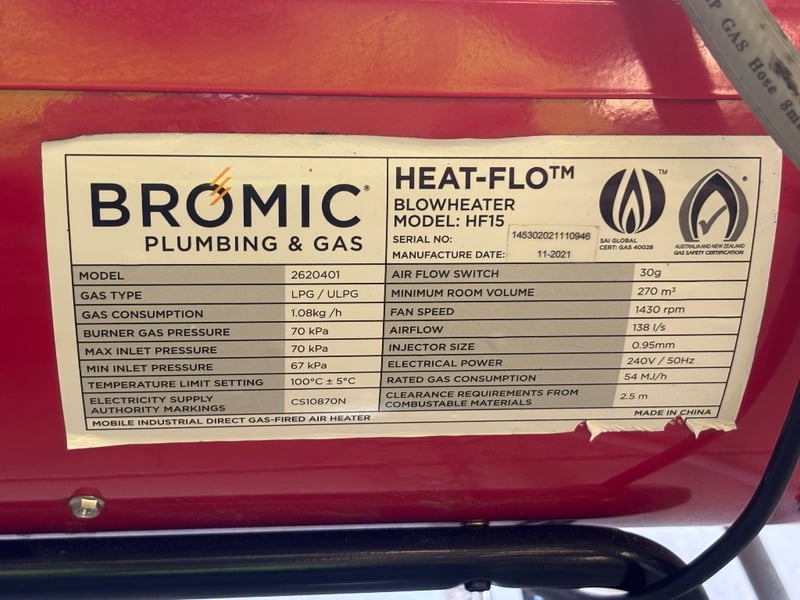 P GAS Hose 8m
BROMIC®
PLUMBING & GAS
HEAT-FLO™
BLOWHEATER
MODEL: HF15
SERIAL NO: 145302021110946
MANUFACTURE DATE: 11-2021
TM
SAI GLOBAL
CERT: GAS 40028
AUSTRALIA AND NEW ZEALAND
GAS SAFETY CERTIFICATION
MODEL 2620401
GAS TYPE LPG / ULPG
GAS CONSUMPTION 1.08kg /h
BURNER GAS PRESSURE 70 kPa
MAX INLET PRESSURE 70 kPa
MIN INLET PRESSURE 67 kPa
TEMPERATURE LIMIT SETTING 100°C ± 5°C
ELECTRICITY SUPPLY
AUTHORITY MARKINGS CS10870N
MOBILE INDUSTRIAL DIRECT GAS-FIRED AIR HEATER
AIR FLOW SWITCH 30g
MINIMUM ROOM VOLUME 270 m³
FAN SPEED 1430 rpm
AIRFLOW 138 l/s
INJECTOR SIZE 0.95mm
ELECTRICAL POWER 240V / 50Hz
RATED GAS CONSUMPTION 54 MJ/h
CLEARANCE REQUIREMENTS FROM
COMBUSTABLE MATERIALS 2.5 m
MADE IN CHINA